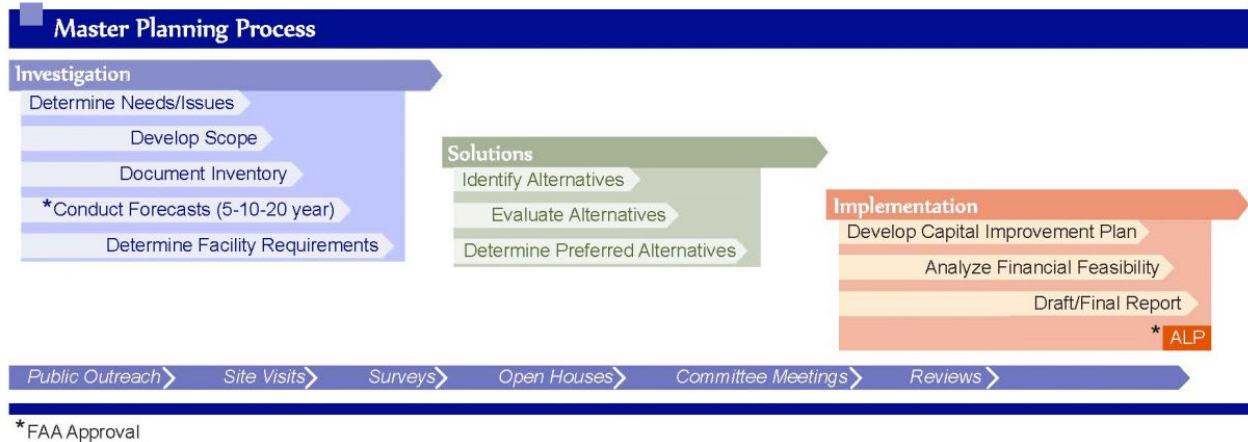 Master Planning Process
Investigation
Determine Needs/Issues
Develop Scope
Document Inventory
*Conduct Forecasts (5-10-20 year)
Determine Facility Requirements
Solutions
Identify Alternatives
Evaluate Alternatives
Determine Preferred Alternatives
Implementation
Develop Capital Improvement Plan
Analyze Financial Feasibility
Draft/Final Report
* ALP
Public Outreach Site Visits Surveys Open Houses Committee Meetings Reviews
*FAA Approval